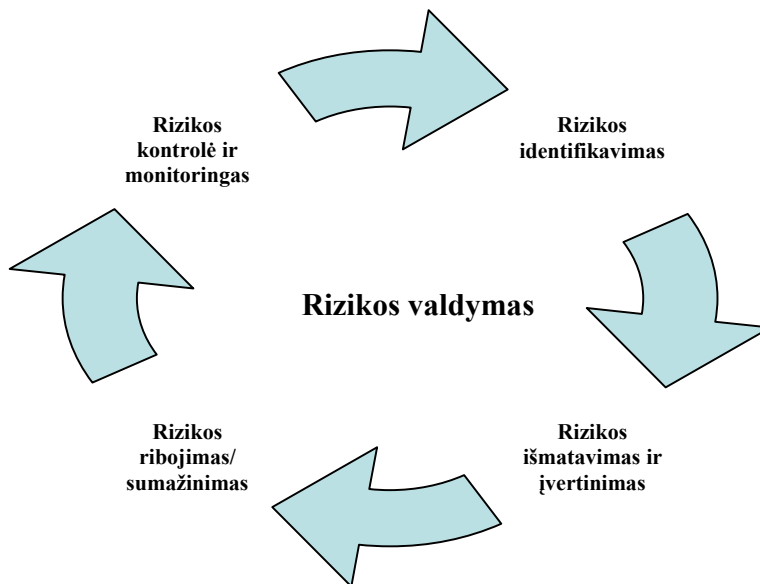 Rizikos
kontrolė ir
monitoringas
Rizikos
identifikavimas
Rizikos valdymas
Rizikos
ribojimas/
sumažinimas
Rizikos
išmatavimas ir
įvertinimas